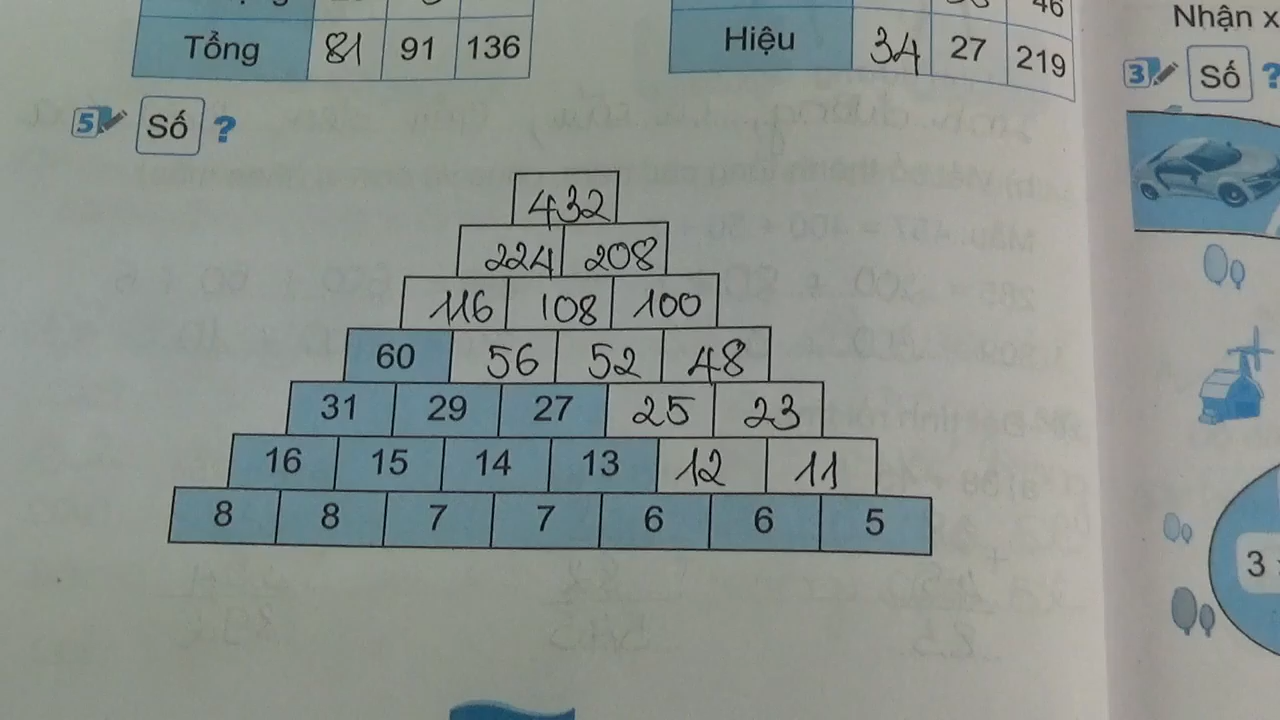 Tổng 81 91 136
46
Hiệu 34 27 219
Nhận x
3 Số ?
5 Số ?
432
224 208
116 108 100
60 56 52 48
31 29 27 25 23
16 15 14 13 12 11
8 8 7 7 6 6 5
3